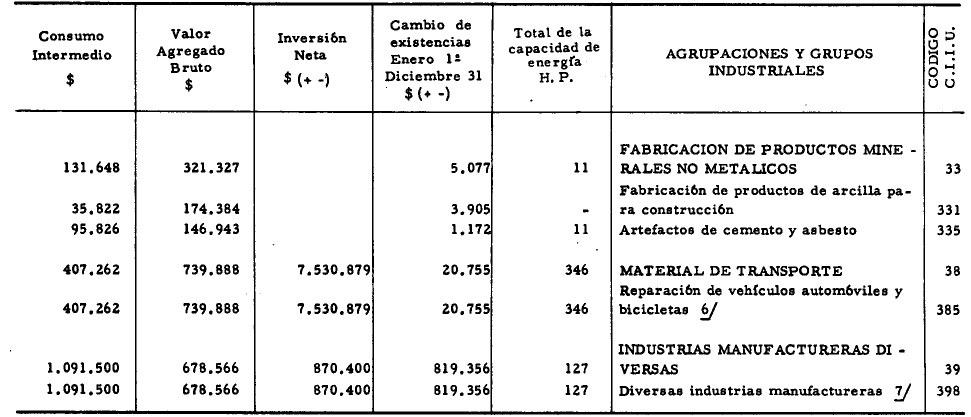 Consumo Intermedio $ | Valor Agregado Bruto $ | Inversión Neta $ (+ -) | Cambio de existencias Enero 1º Diciembre 31 $ (+ -) | Total de la capacidad de energía H. P. | AGRUPACIONES Y GRUPOS INDUSTRIALES | CODIGO C.I.I.U.
FABRICACION DE PRODUCTOS MINE -
131.648 321.327 5.077 11 RALES NO METALICOS 33
Fabricación de productos de arcilla pa-
35.822 174.384 3.905 - ra construcción 331
95.826 146.943 1.172 11 Artefactos de cemento y asbesto 335
407.262 739.888 7.530.879 20.755 346 MATERIAL DE TRANSPORTE 38
Reparación de vehículos automóviles y
407.262 739.888 7.530.879 20.755 346 bicicletas 6/ 385
INDUSTRIAS MANUFACTURERAS DI -
1.091.500 678.566 870.400 819.356 127 VERSAS 39
1.091.500 678.566 870.400 819.356 127 Diversas industrias manufactureras 7/ 398